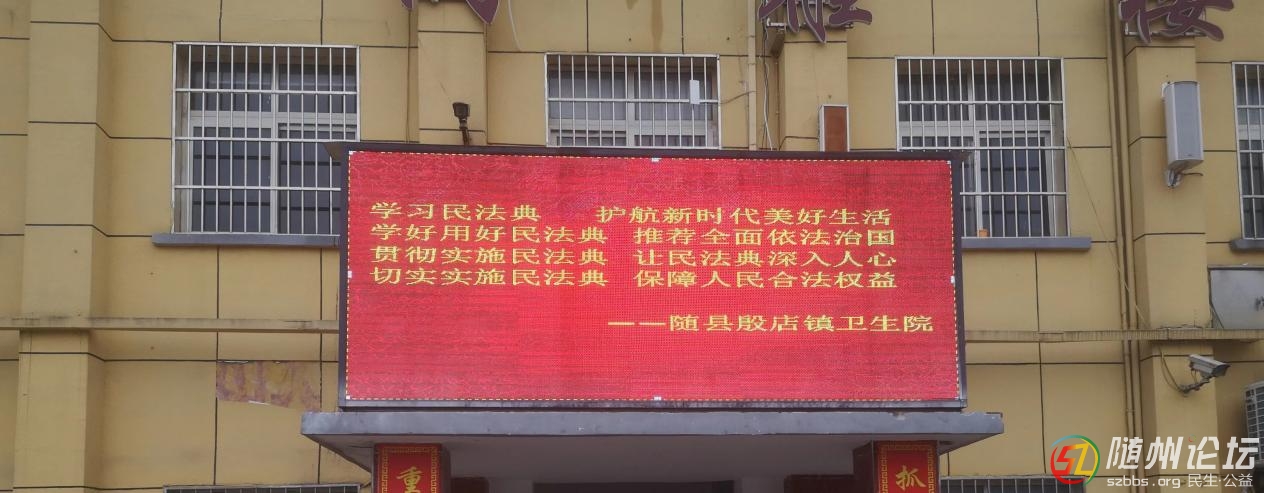 学习民法典 护航新时代美好生活
学好用好民法典 推荐全面依法治国
贯彻实施民法典 让民法典深入人心
切实实施民法典 保障人民合法权益
——随县殷店镇卫生院
重
抓
随州论坛
szbbs.org·民生·公益